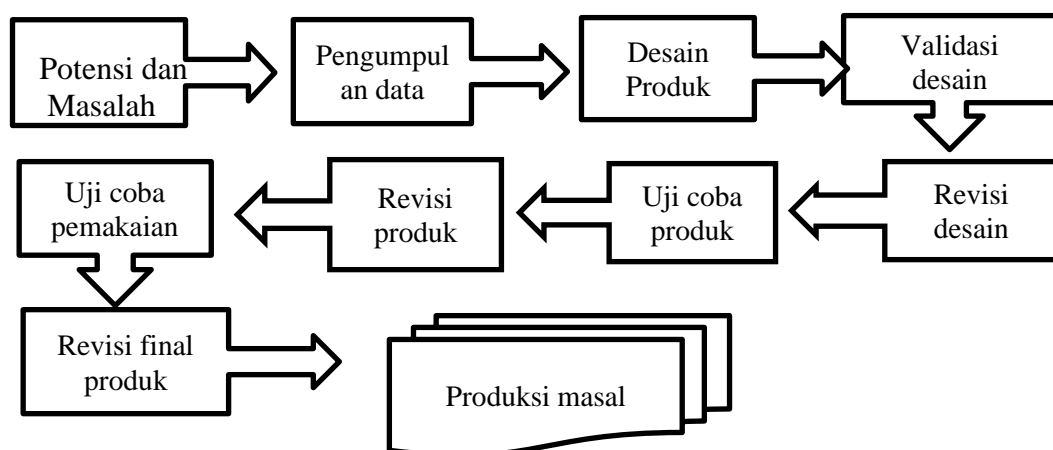 Potensi dan
Masalah
Pengumpul
an data
Desain
Produk
Validasi
desain
Revisi
desain
Uji coba
produk
Revisi
produk
Uji coba
pemakaian
Revisi final
produk
Produksi masal